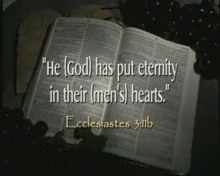 "He (God) has put eternity
in their (men's) hearts."
Ecclesiastes 3:11b